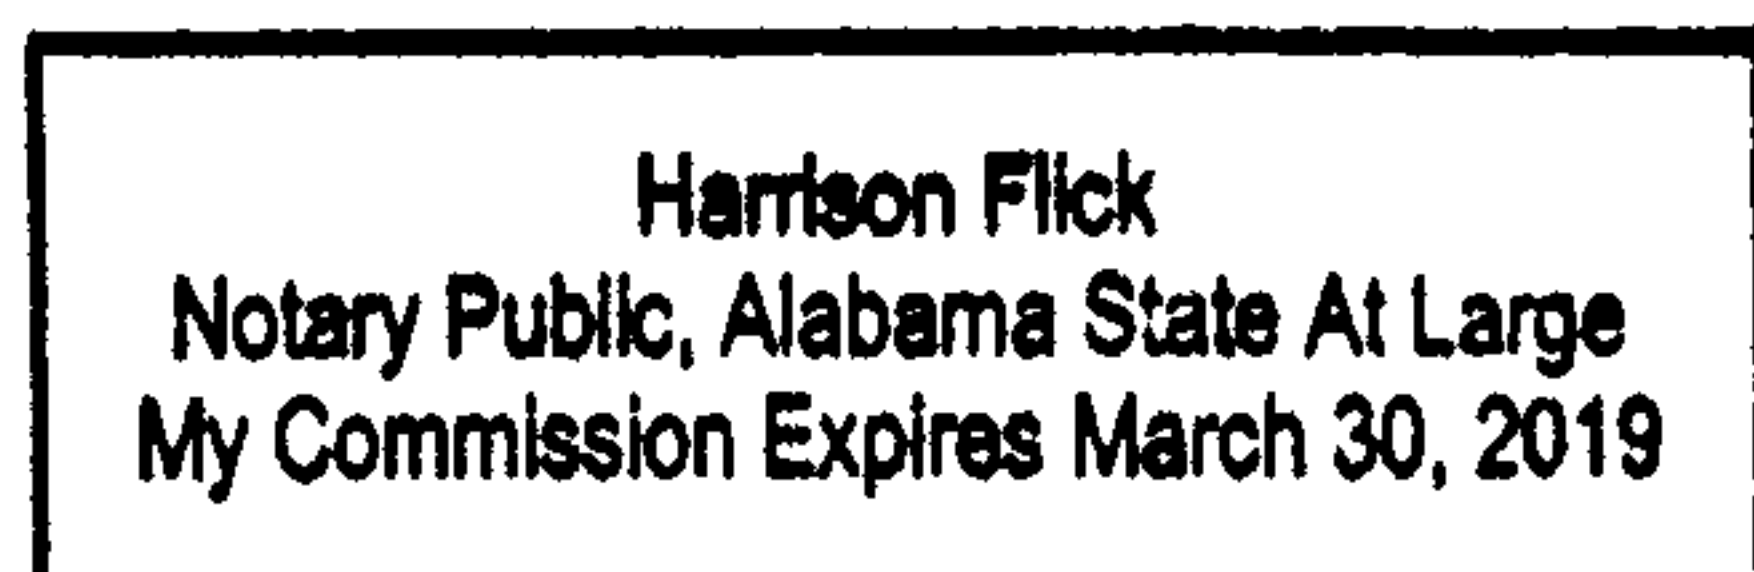 Harrison Flick
Notary Public, Alabama State At Large
My Commission Expires March 30, 2019